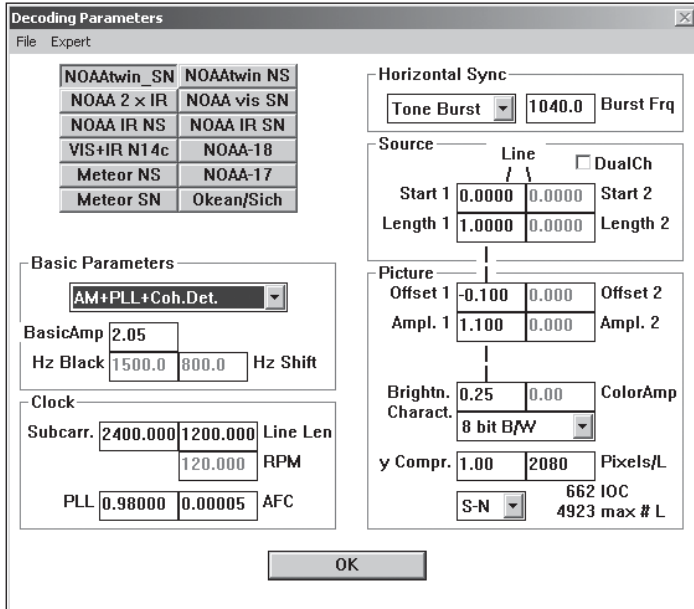 Decoding Parameters
File Expert
NOAAtwin_SN NOAAtwin NS
NOAA 2 x IR NOAA vis SN
NOAA IR NS NOAA IR SN
VIS+IR N14c NOAA-18
Meteor NS NOAA-17
Meteor SN Okean/Sich
Horizontal Sync
Tone Burst 1040.0 Burst Frq
Source
Line
DualCh
Start 1 0.0000 0.0000 Start 2
Length 1 1.0000 0.0000 Length 2
Basic Parameters
AM+PLL+Coh.Det.
BasicAmp 2.05
Hz Black 1500.0 800.0 Hz Shift
Clock
Subcarr. 2400.000 1200.000 Line Len
120.000 RPM
PLL 0.98000 0.00005 AFC
Picture
Offset 1 -0.100 0.000 Offset 2
Ampl. 1 1.100 0.000 Ampl. 2
Brightn. 0.25 0.00 ColorAmp
Charact. 8 bit B/W
y Compr. 1.00 2080 Pixels/L
S-N 662 IOC
4923 max # L
OK